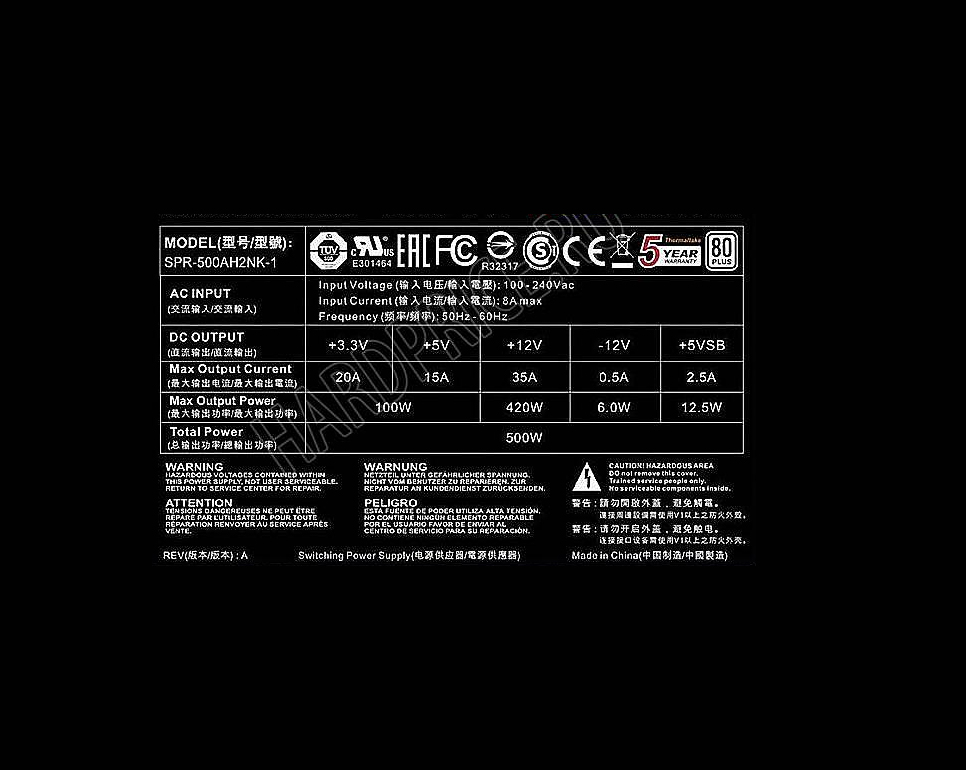 MODEL(型号/型號):
SPR-500AH2NK-1
TÜV
SÜD
c UL us
E301464
EAC
FC
R32317
S
CE
5 YEAR
Thermaltake
WARRANTY
80
PLUS
AC INPUT
(交流输入/交流輸入)
Input Voltage (输入电压/輸入電壓): 100 - 240Vac
Input Current (输入电流/輸入電流): 8A max
Frequency (频率/頻率): 50Hz - 60Hz
DC OUTPUT
(直流输出/直流輸出)
+3.3V +5V +12V -12V +5VSB
Max Output Current
(最大输出电流/最大輸出電流)
20A 15A 35A 0.5A 2.5A
Max Output Power
(最大输出功率/最大輸出功率)
100W 420W 6.0W 12.5W
Total Power
(总输出功率/總輸出功率)
500W
HARDPRICE.RU
WARNING
HAZARDOUS VOLTAGES CONTAINED WITHIN
THIS POWER SUPPLY, NOT USER SERVICEABLE.
RETURN TO SERVICE CENTER FOR REPAIR.
WARNUNG
NETZTEIL UNTER GEFÄHRLICHER SPANNUNG.
NICHT VOM BENUTZER ZU REPARIEREN. ZUR
REPARATUR AN KUNDENDIENST ZURÜCKSENDEN.
CAUTION! HAZARDOUS AREA
DO not remove this cover.
Trained service people only.
No serviceable components inside.
ATTENTION
TENSIONS DANGEREUSES NE PEUT ÊTRE
REPARE PAR L'UTILISATEUR. POUR TOUTE
REPARATION RENVOYER AU SERVICE APRÈS
VENTE.
PELIGRO
ESTA FUENTE DE PODER UTILIZA ALTA TENSIÓN.
NO CONTIENE NINGÚN ELEMENTO REPARABLE
POR EL USUARIO FAVOR DE ENVIAR AL
CENTRO DE SERVICIO PARA SU REPARACIÓN.
警告: 請勿開啟外蓋，避免觸電。
連接周邊設備需使用V1以上之防火外殼。
警告: 请勿开启外盖，避免触电。
连接接口设备需使用V1以上之防火外壳。
REV(版本/版本) : A
Switching Power Supply(电源供应器/電源供應器)
Made in China(中国制造/中國製造)